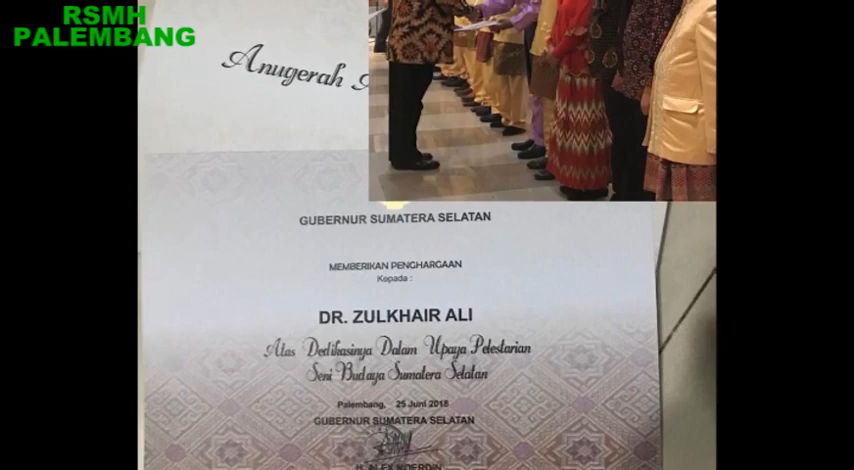 RSMH
PALEMBANG
Anugerah
GUBERNUR SUMATERA SELATAN
MEMBERIKAN PENGHARGAAN
Kepada :
DR. ZULKHAIR ALI
Atas Dedikasinya Dalam Upaya Pelestarian
Seni Budaya Sumatera Selatan
Palembang, 25 Juni 2018
GUBERNUR SUMATERA SELATAN
H. ALEX NOERDIN